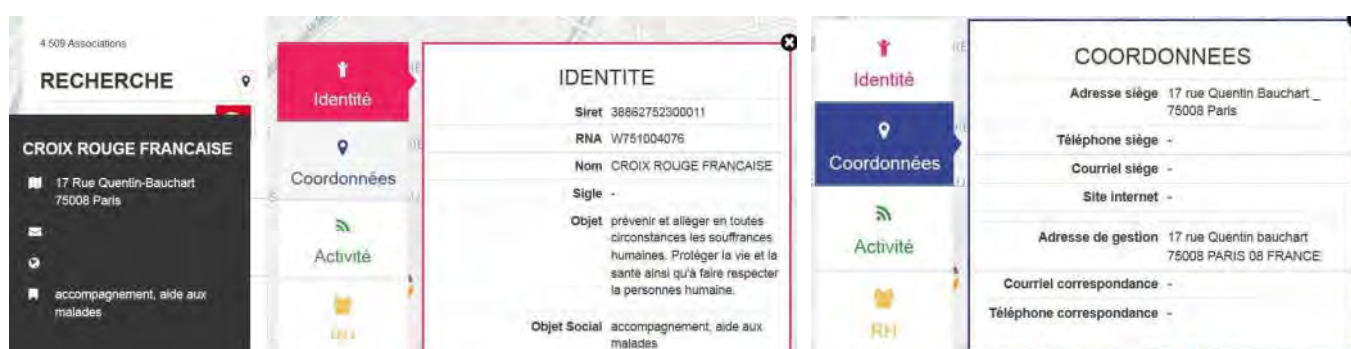 4 509 Associations
RECHERCHE
CROIX ROUGE FRANCAISE
17 Rue Quentin-Bauchart
75008 Paris
accompagnement, aide aux
malades
Identité
Coordonnées
Activité
IDENTITE
Siret 38862752300011
RNA W751004076
Nom CROIX ROUGE FRANCAISE
Sigle -
Objet prévenir et alléger en toutes
circonstances les souffrances
humaines. Protéger la vie et la
santé ainsi qu'à faire respecter
la personnes humaine.
Objet Social accompagnement, aide aux
malades
Identité
Coordonnées
Activité
RH
COORDONNEES
Adresse siège 17 rue Quentin Bauchart _
75008 Paris
Téléphone siège -
Courriel siège -
Site internet -
Adresse de gestion 17 rue Quentin bauchart
75008 PARIS 08 FRANCE
Courriel correspondance -
Téléphone correspondance -